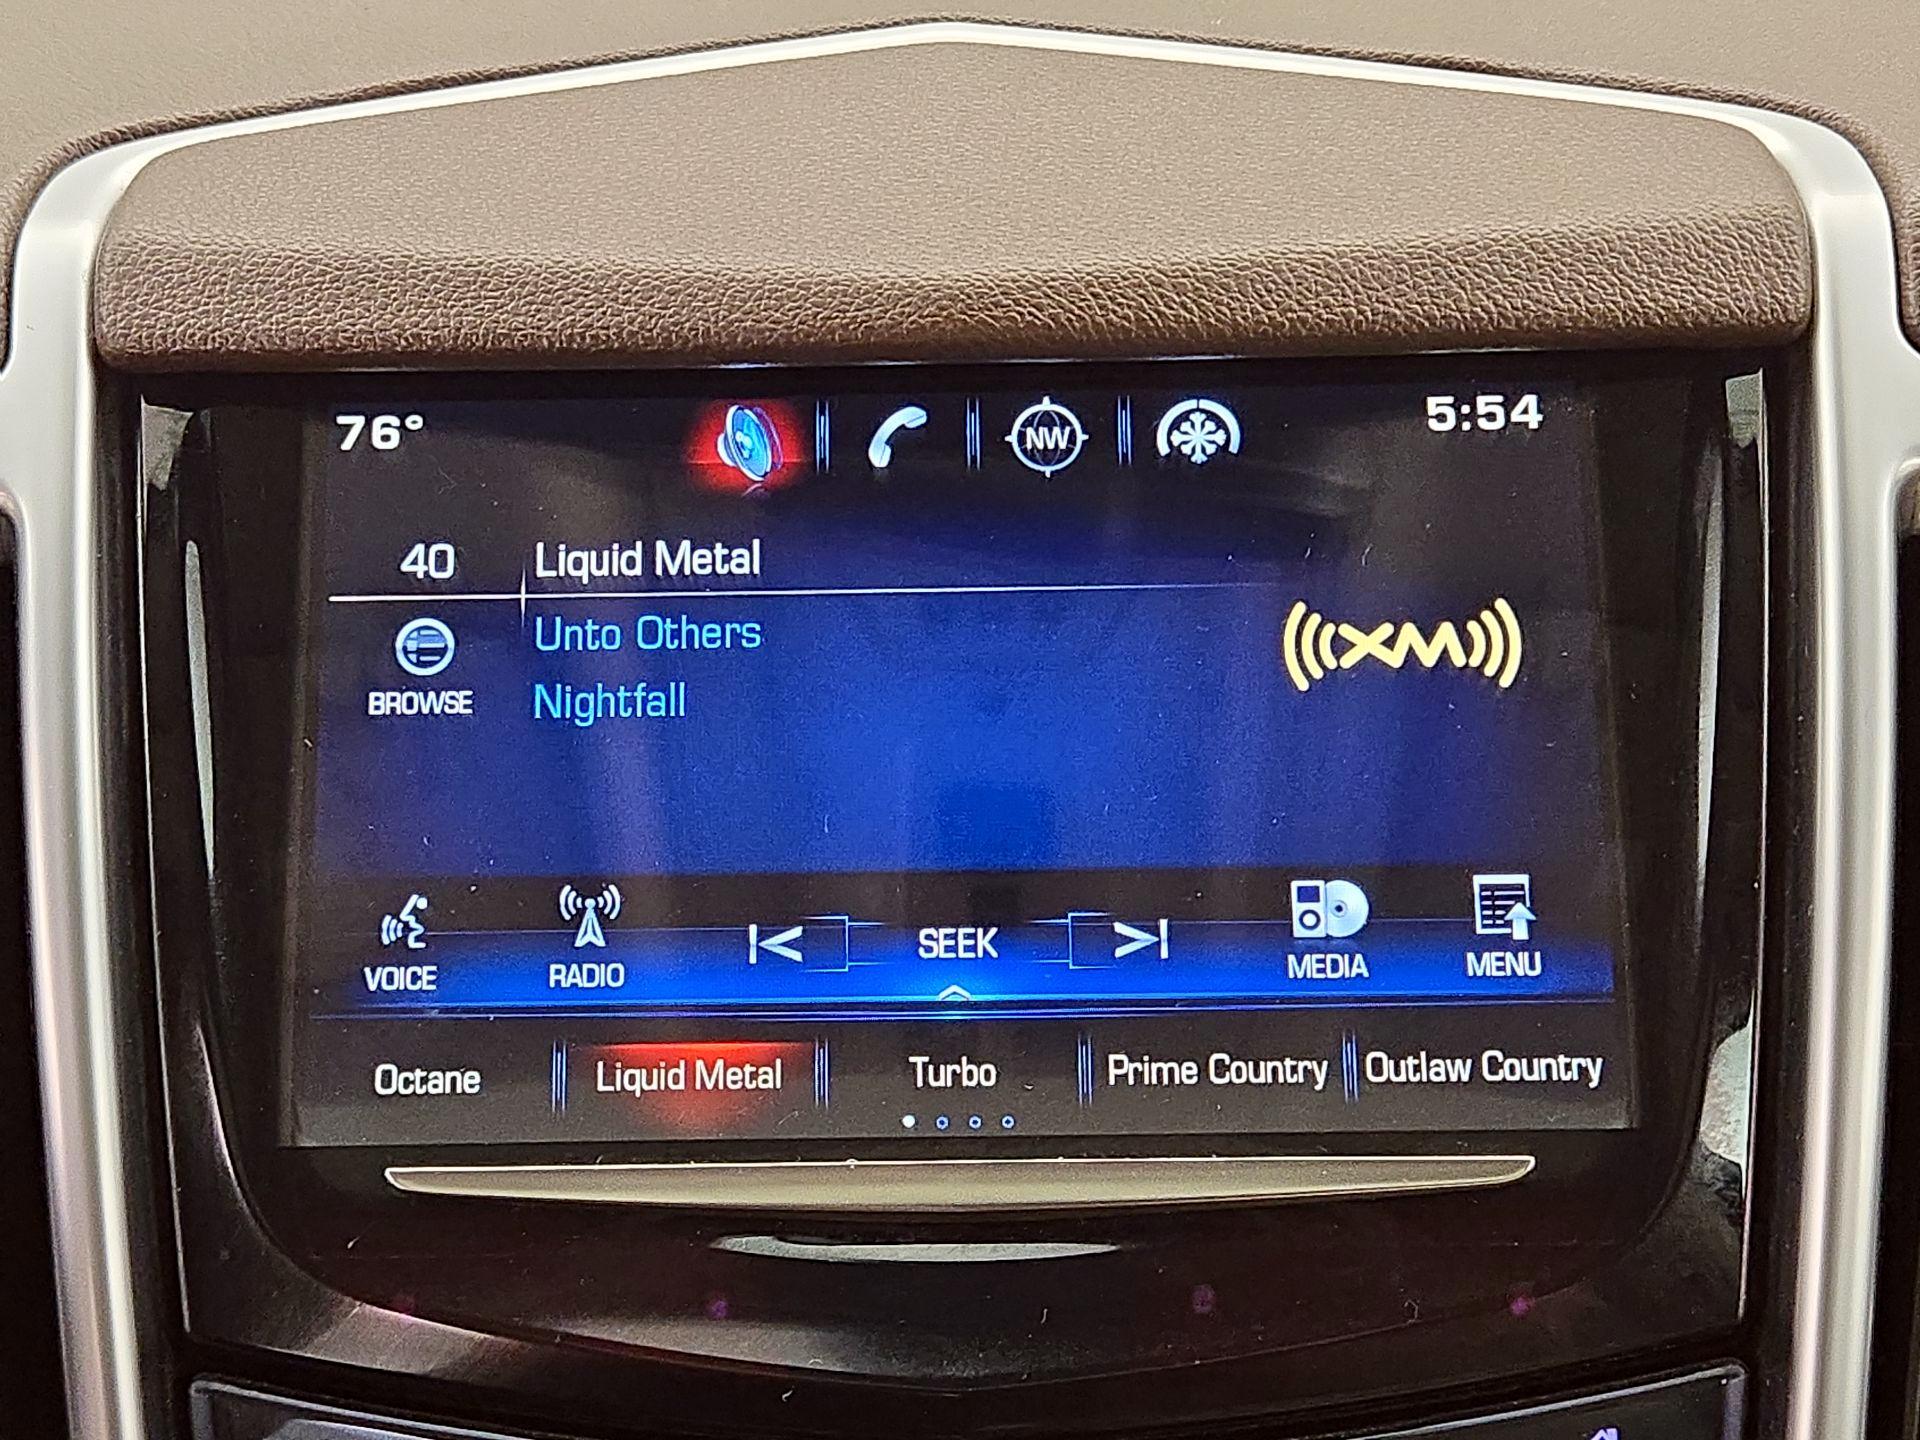 76°
NW
5:54
40
Liquid Metal
BROWSE
Unto Others
Nightfall
XM
VOICE
RADIO
SEEK
MEDIA
MENU
Octane
Liquid Metal
Turbo
Prime Country
Outlaw Country